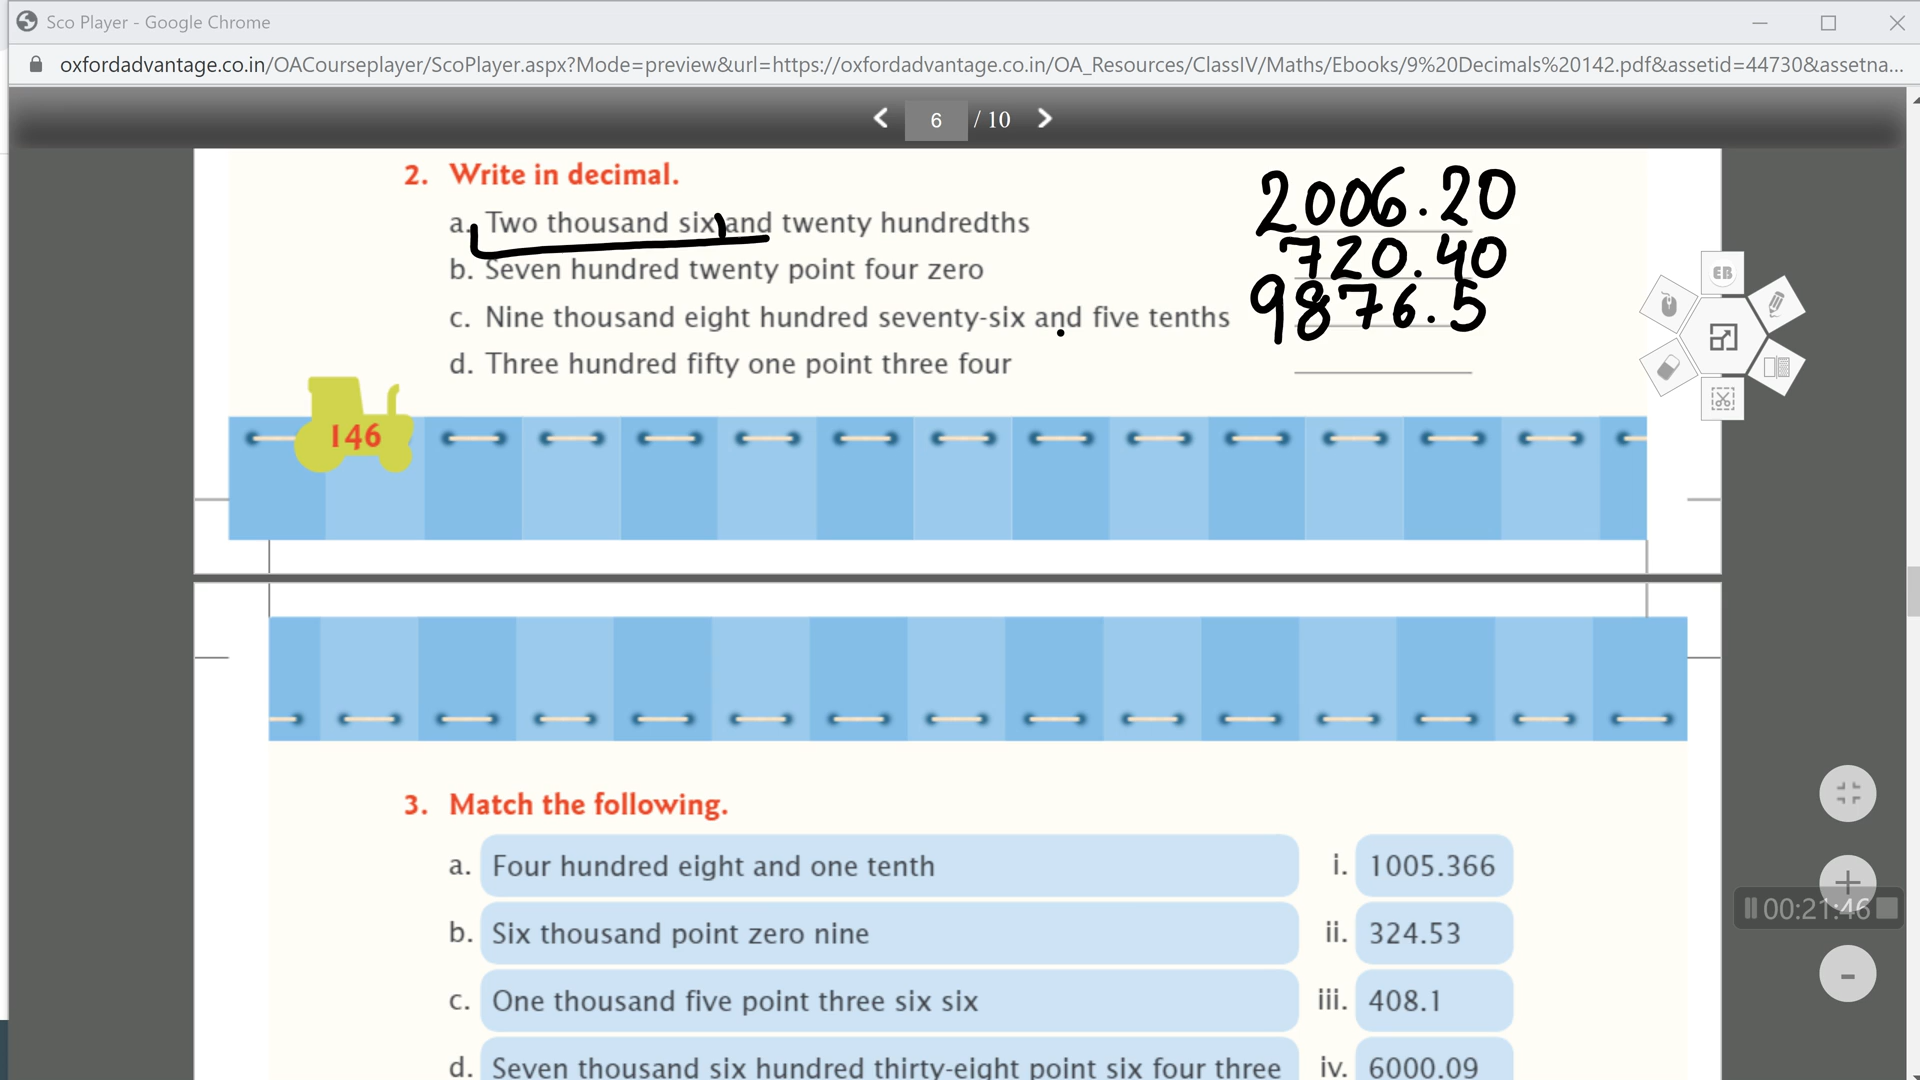 Sco Player - Google Chrome
oxfordadvantage.co.in/OACourseplayer/ScoPlayer.aspx?Mode=preview&url=https://oxfordadvantage.co.in/OA_Resources/ClassIV/Maths/Ebooks/9%20Decimals%20142.pdf&assetid=44730&assetna...
6 / 10
2. Write in decimal.
a. Two thousand six and twenty hundredths 2006.20
b. Seven hundred twenty point four zero 720.40
c. Nine thousand eight hundred seventy-six and five tenths 9876.5
d. Three hundred fifty one point three four
EB
146
3. Match the following.
a. Four hundred eight and one tenth i. 1005.366
b. Six thousand point zero nine ii. 324.53
00:21:46
c. One thousand five point three six six iii. 408.1
d. Seven thousand six hundred thirty-eight point six four three iv. 6000.09